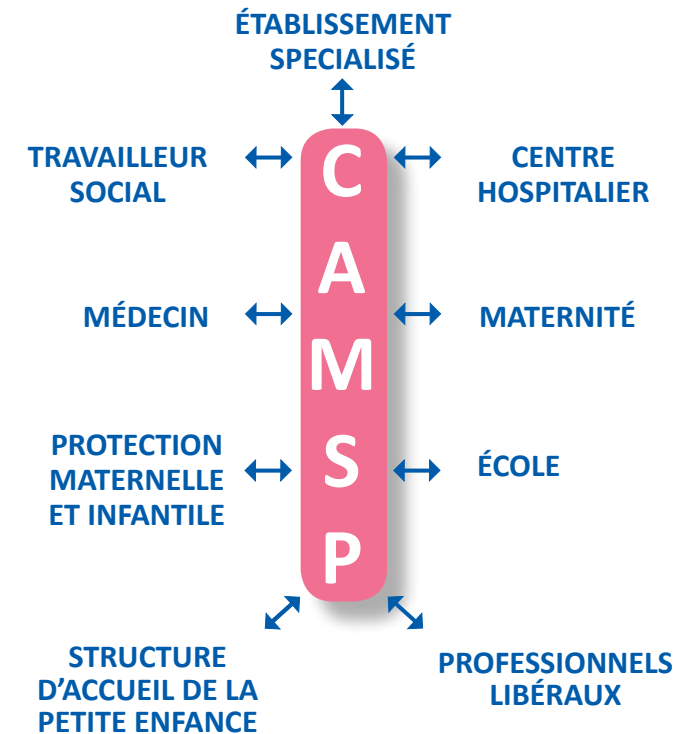 ÉTABLISSEMENT
SPECIALISÉ
TRAVAILLEUR
SOCIAL
CENTRE
HOSPITALIER
MÉDECIN
MATERNITÉ
PROTECTION
MATERNELLE
ET INFANTILE
ÉCOLE
STRUCTURE
D'ACCUEIL DE LA
PETITE ENFANCE
PROFESSIONNELS
LIBÉRAUX
C
A
M
S
P